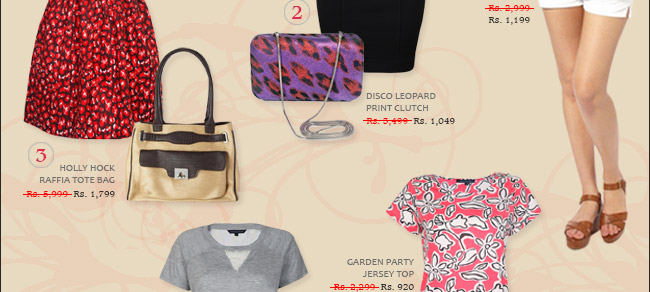 2
Rs. 2,999
Rs. 1,199
DISCO LEOPARD
PRINT CLUTCH
Rs. 3,499 Rs. 1,049
3
HOLLY HOCK
RAFFIA TOTE BAG
Rs. 5,999 Rs. 1,799
GARDEN PARTY
JERSEY TOP
Rs. 2,299 Rs. 920